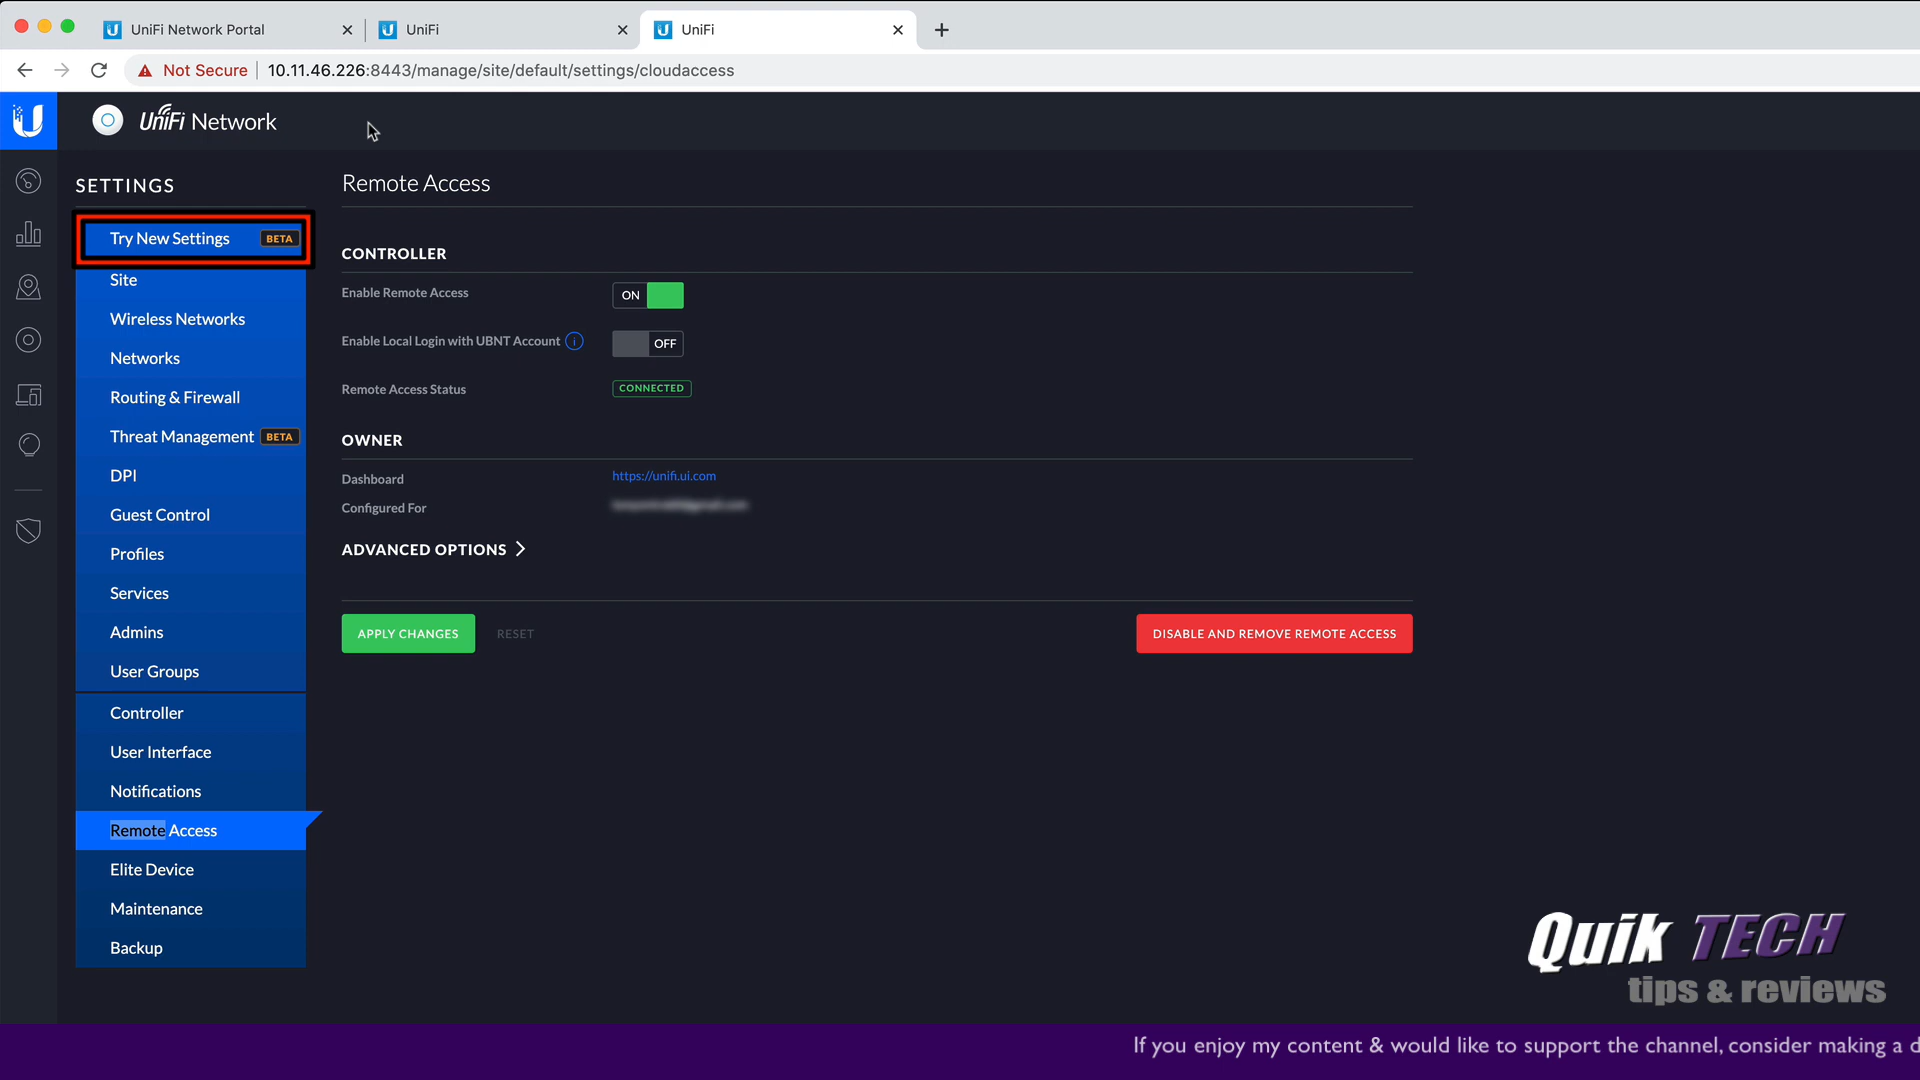 UniFi Network Portal
UniFi
UniFi
Not Secure
10.11.46.226:8443/manage/site/default/settings/cloudaccess
UniFi Network
SETTINGS
Try New Settings BETA
Site
Wireless Networks
Networks
Routing & Firewall
Threat Management BETA
DPI
Guest Control
Profiles
Services
Admins
User Groups
Controller
User Interface
Notifications
Remote Access
Elite Device
Maintenance
Backup
Remote Access
CONTROLLER
Enable Remote Access ON
Enable Local Login with UBNT Account OFF
Remote Access Status CONNECTED
OWNER
Dashboard https://unifi.ui.com
Configured For
ADVANCED OPTIONS
APPLY CHANGES RESET DISABLE AND REMOVE REMOTE ACCESS
Quik TECH
tips & reviews
If you enjoy my content & would like to support the channel, consider making a